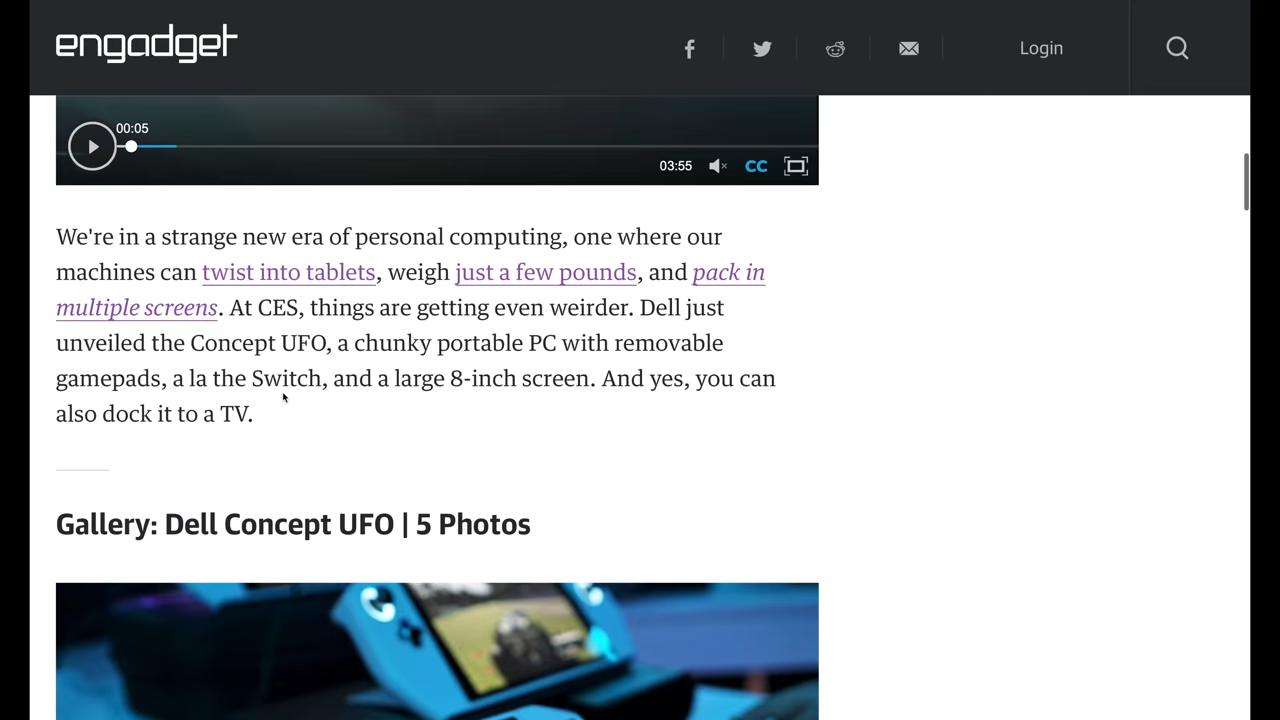 engadget
Login
00:05
03:55
CC
We're in a strange new era of personal computing, one where our
machines can twist into tablets, weigh just a few pounds, and pack in
multiple screens. At CES, things are getting even weirder. Dell just
unveiled the Concept UFO, a chunky portable PC with removable
gamepads, a la the Switch, and a large 8-inch screen. And yes, you can
also dock it to a TV.
Gallery: Dell Concept UFO | 5 Photos